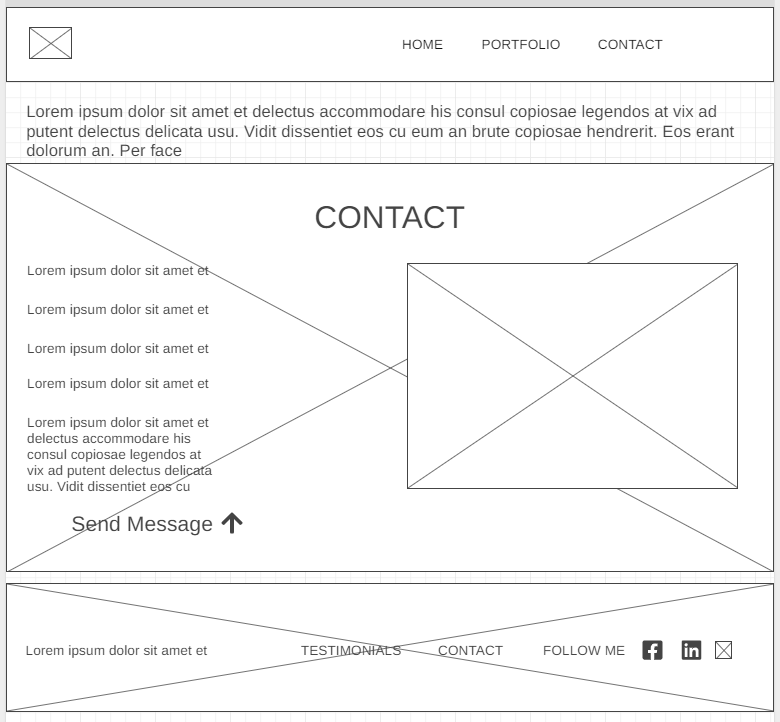 HOME PORTFOLIO CONTACT
Lorem ipsum dolor sit amet et delectus accommodare his consul copiosae legendos at vix ad
putent delectus delicata usu. Vidit dissentiet eos cu eum an brute copiosae hendrerit. Eos erant
dolorum an. Per face
CONTACT
Lorem ipsum dolor sit amet et
Lorem ipsum dolor sit amet et
Lorem ipsum dolor sit amet et
Lorem ipsum dolor sit amet et
Lorem ipsum dolor sit amet et
delectus accommodare his
consul copiosae legendos at
vix ad putent delectus delicata
usu. Vidit dissentiet eos cu
Send Message
Lorem ipsum dolor sit amet et TESTIMONIALS CONTACT FOLLOW ME